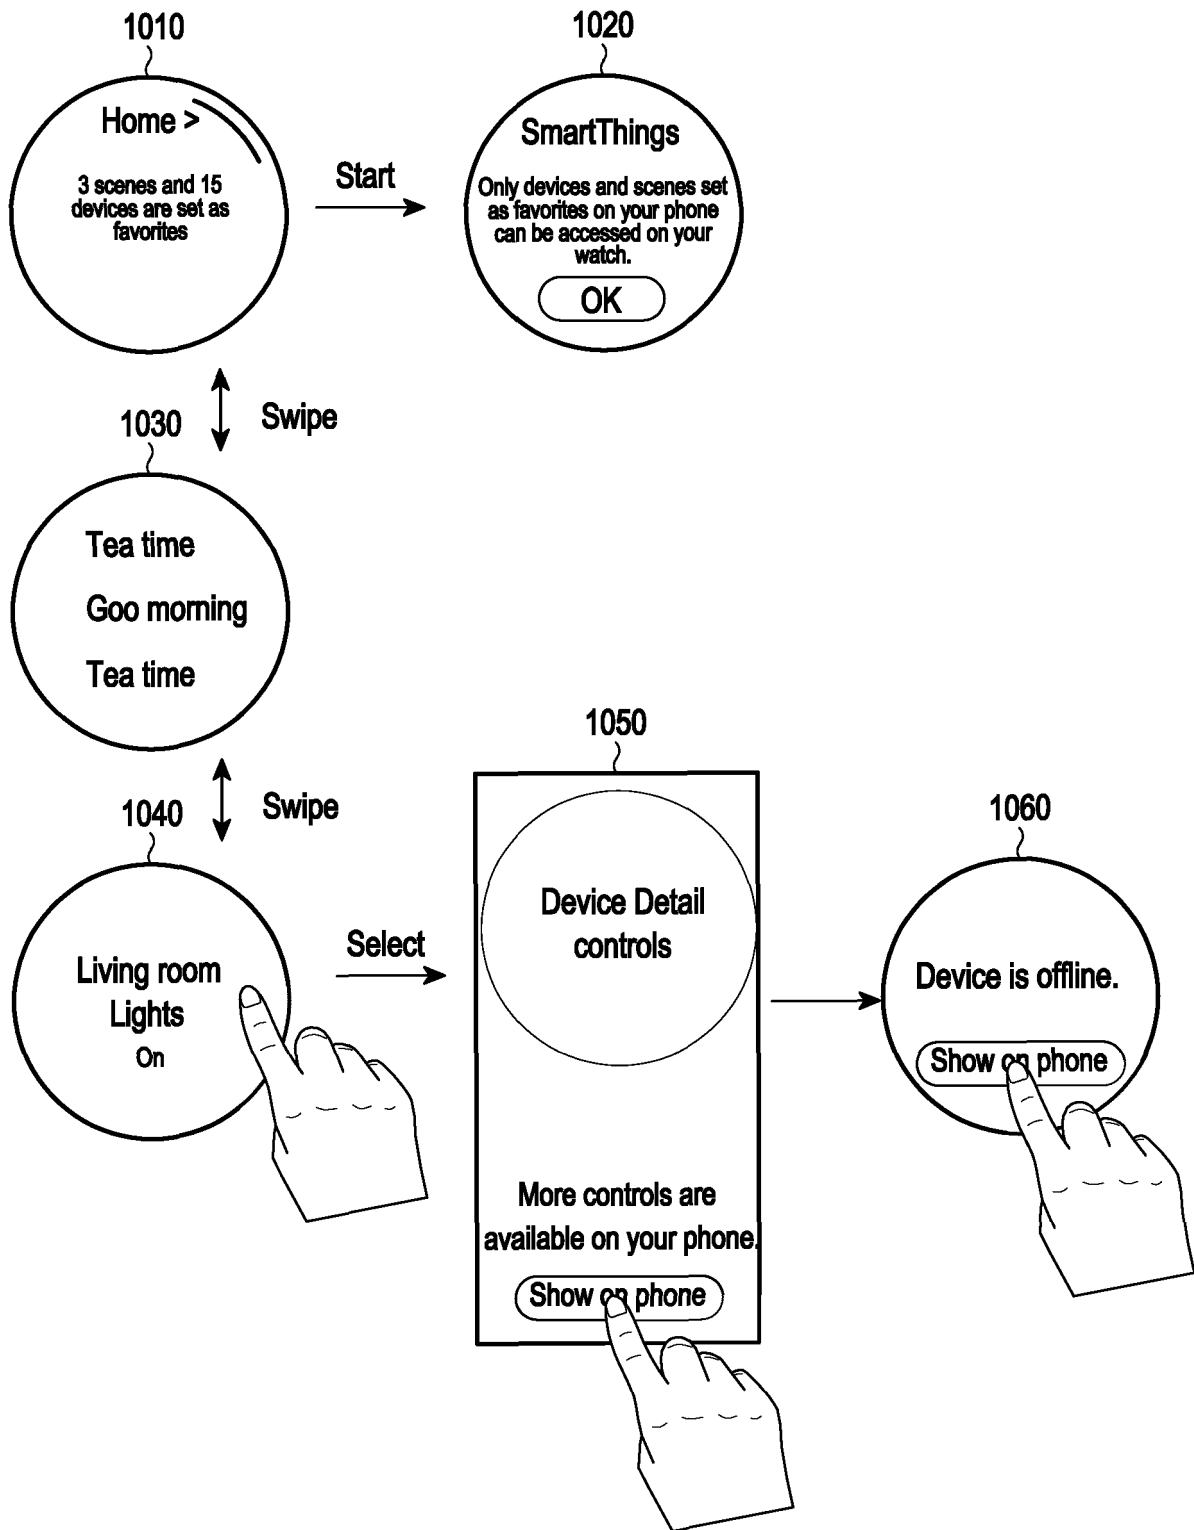 1010
Home >
3 scenes and 15
devices are set as
favorites
Start
1020
SmartThings
Only devices and scenes set
as favorites on your phone
can be accessed on your
watch.
OK
Swipe
1030
Tea time
Goo morning
Tea time
Swipe
1040
Living room
Lights
On
Select
1050
Device Detail
controls
More controls are
available on your phone.
Show on phone
1060
Device is offline.
Show on phone